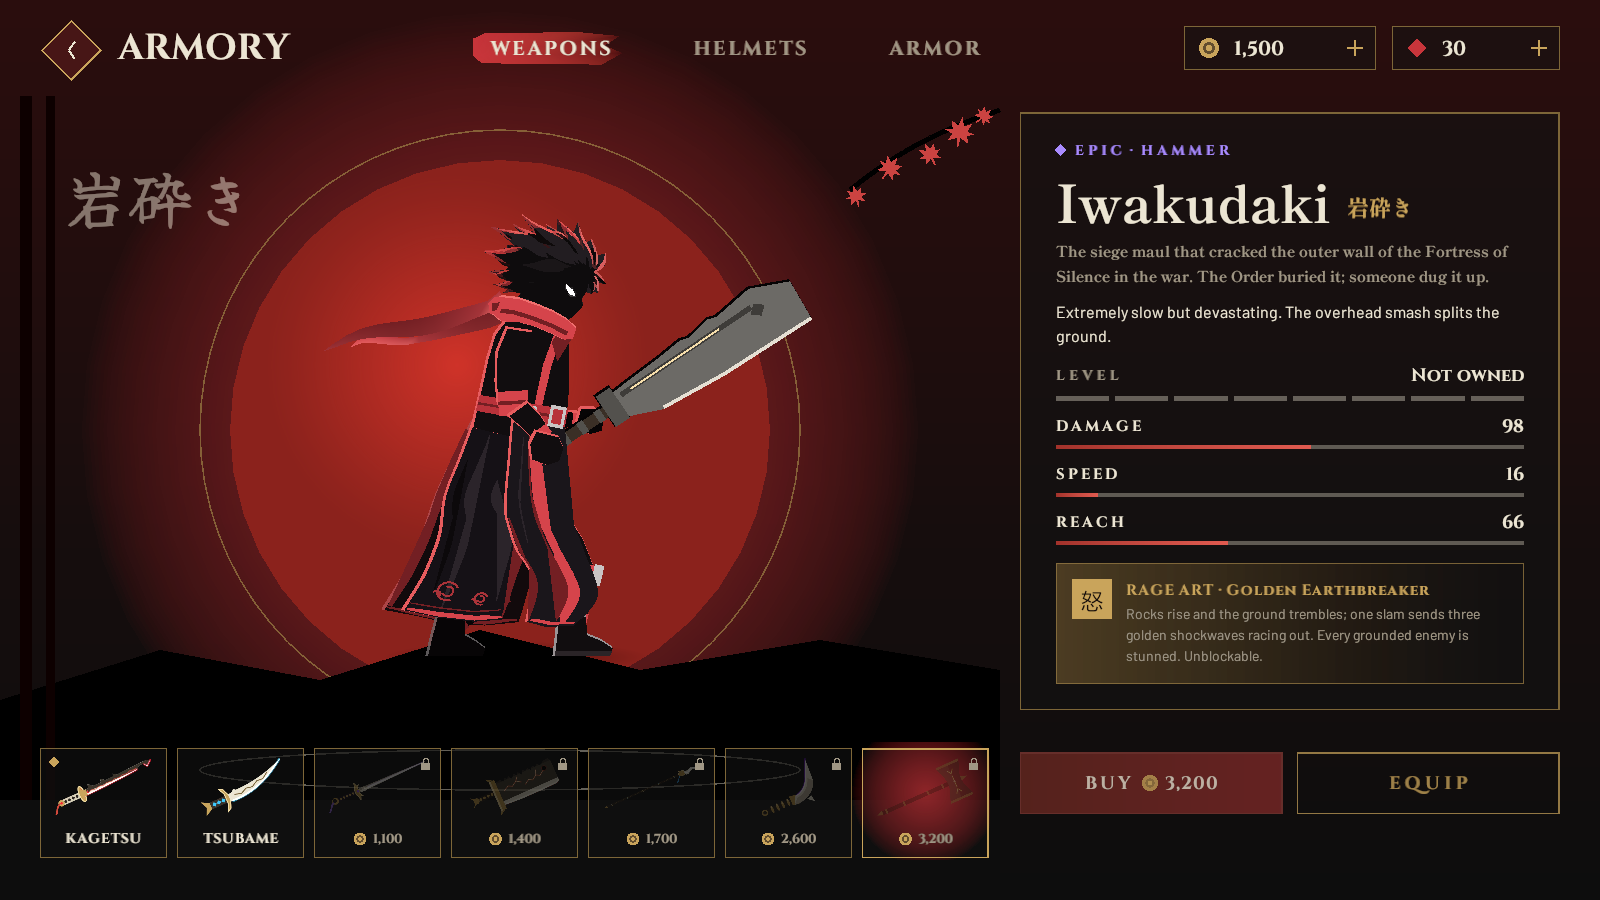 ARMORY
WEAPONS
HELMETS
ARMOR
1,500
30
岩砕き
EPIC · HAMMER
Iwakudaki 岩砕き
The siege maul that cracked the outer wall of the Fortress of
Silence in the war. The Order buried it; someone dug it up.
Extremely slow but devastating. The overhead smash splits the
ground.
LEVEL NOT OWNED
DAMAGE 98
SPEED 16
REACH 66
怒
RAGE ART · GOLDEN EARTHBREAKER
Rocks rise and the ground trembles; one slam sends three
golden shockwaves racing out. Every grounded enemy is
stunned. Unblockable.
KAGETSU
TSUBAME
1,100
1,400
1,700
2,600
3,200
BUY 3,200
EQUIP